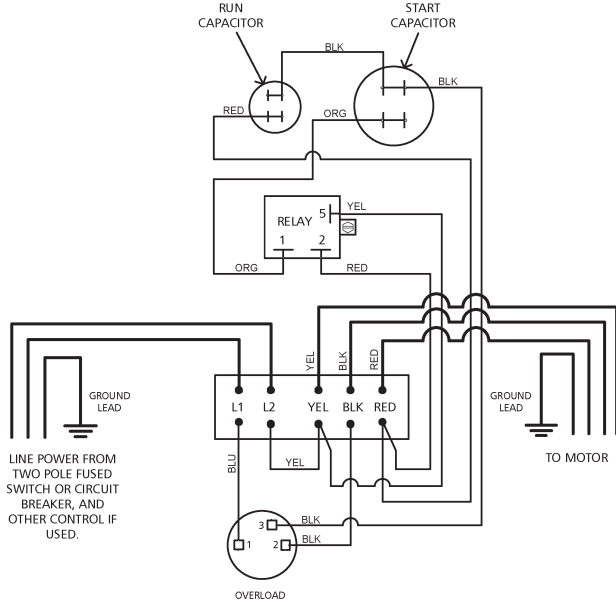 RUN
CAPACITOR
START
CAPACITOR
BLK
BLK
RED
ORG
YEL
5
RELAY
1
2
ORG
RED
YEL
BLK
RED
GROUND
LEAD
GROUND
LEAD
L1
L2
YEL
BLK
RED
LINE POWER FROM
TWO POLE FUSED
SWITCH OR CIRCUIT
BREAKER, AND
OTHER CONTROL IF
USED.
TO MOTOR
BLU
YEL
3
BLK
1
2
BLK
OVERLOAD